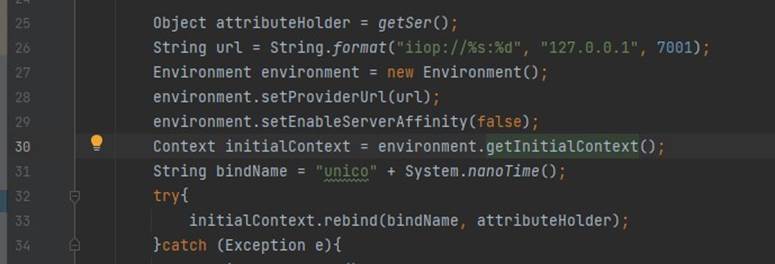 25 Object attributeHolder = getSer();
26 String url = String.format("iiop://%s:%d", "127.0.0.1", 7001);
27 Environment environment = new Environment();
28 environment.setProviderUrl(url);
29 environment.setEnableServerAffinity(false);
30 Context initialContext = environment.getInitialContext();
31 String bindName = "unico" + System.nanoTime();
32 try{
33 initialContext.rebind(bindName, attributeHolder);
34 }catch (Exception e){